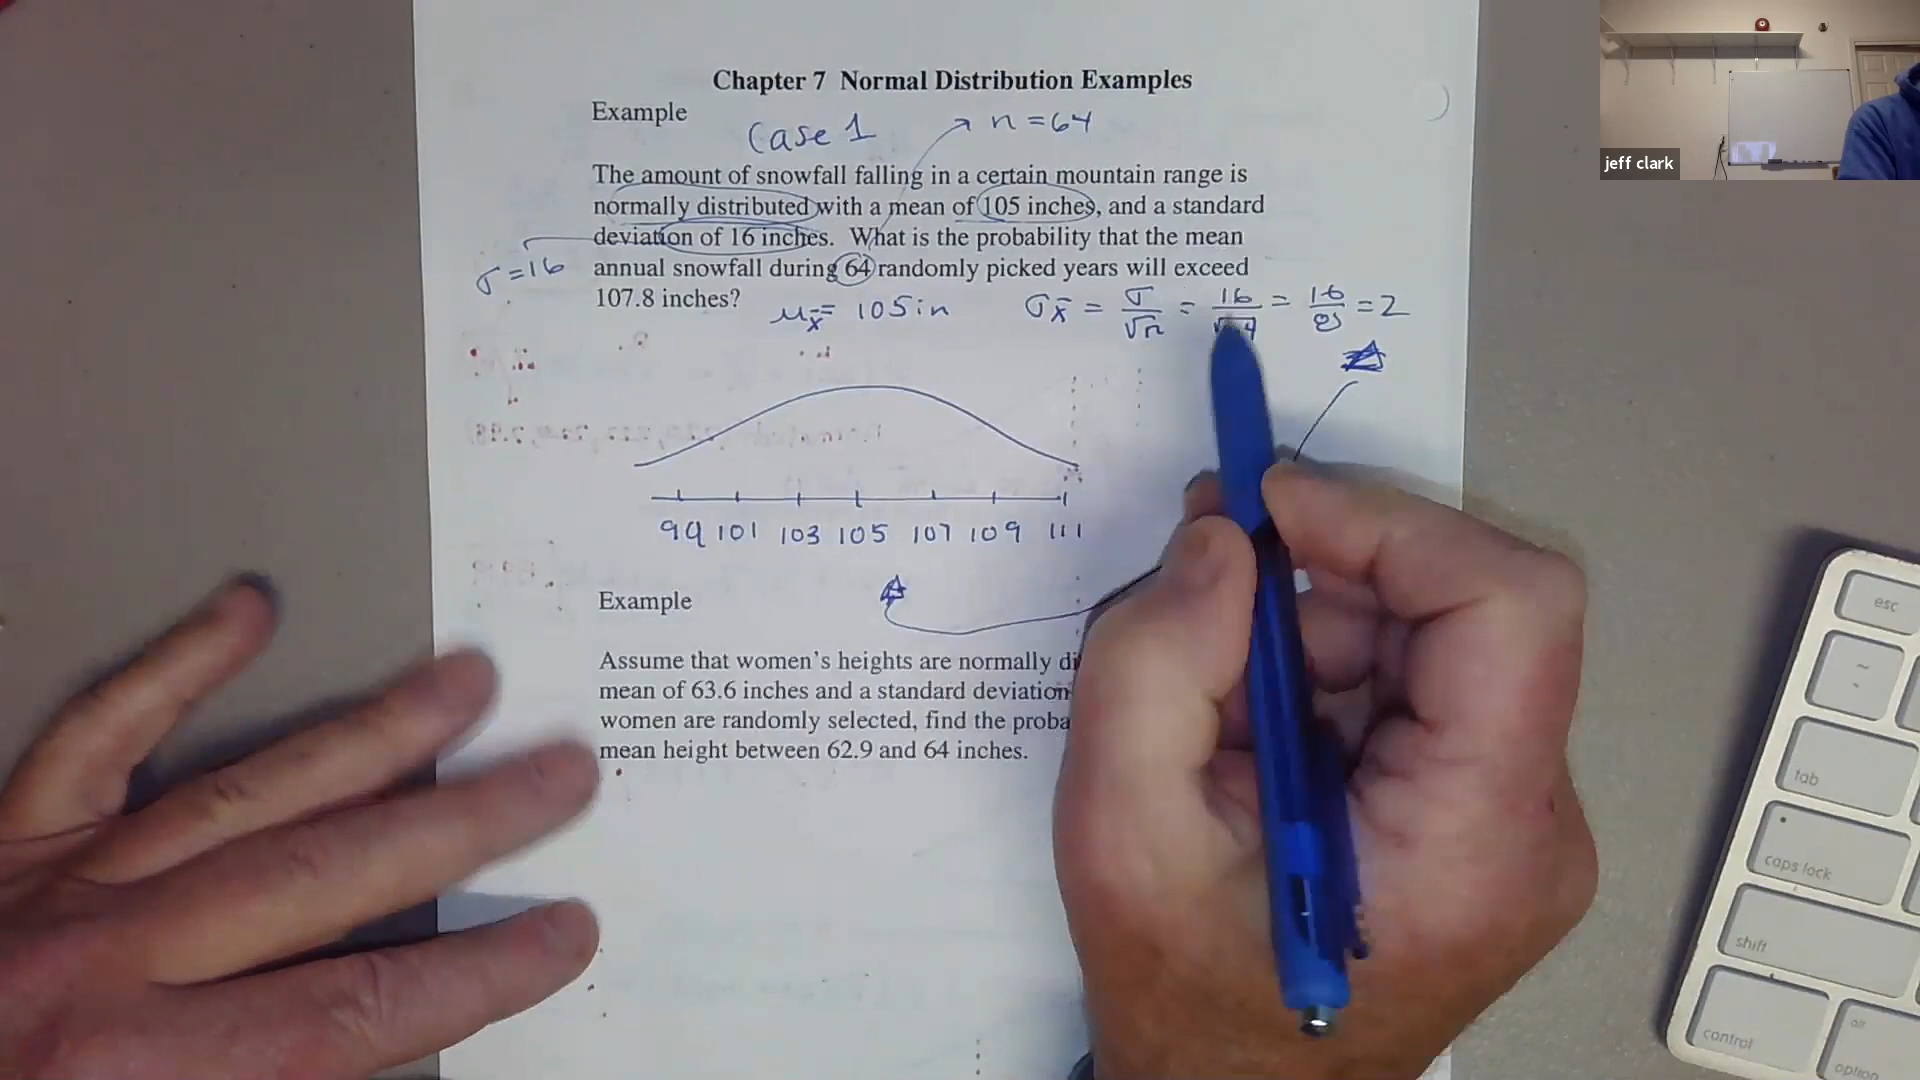 Chapter 7 Normal Distribution Examples
Example
Case 1
n = 64
The amount of snowfall falling in a certain mountain range is
normally distributed with a mean of 105 inches, and a standard
deviation of 16 inches. What is the probability that the mean
annual snowfall during 64 randomly picked years will exceed
107.8 inches?
σ = 16
μx̄ = 105 in
σx̄ = σ/√n = 16/√64 = 16/8 = 2
99 101 103 105 107 109 111
Example
Assume that women's heights are normally
mean of 63.6 inches and a standard deviation
women are randomly selected, find the
mean height between 62.9 and 64 inches.
jeff clark
esc
~
tab
caps lock
shift
control
alt
option